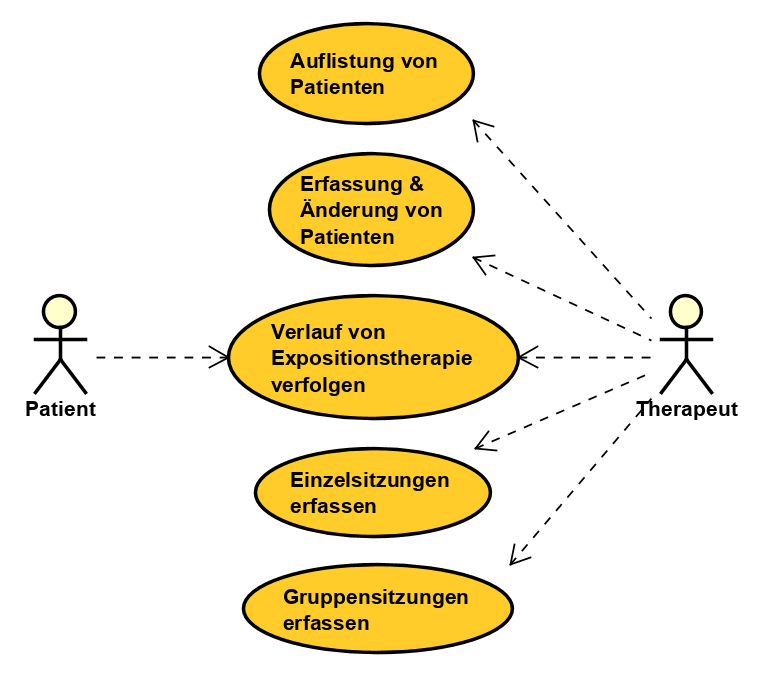 Auflistung von
Patienten
Erfassung &
Änderung von
Patienten
Verlauf von
Expositionstherapie
verfolgen
Patient
Therapeut
Einzelsitzungen
erfassen
Gruppensitzungen
erfassen